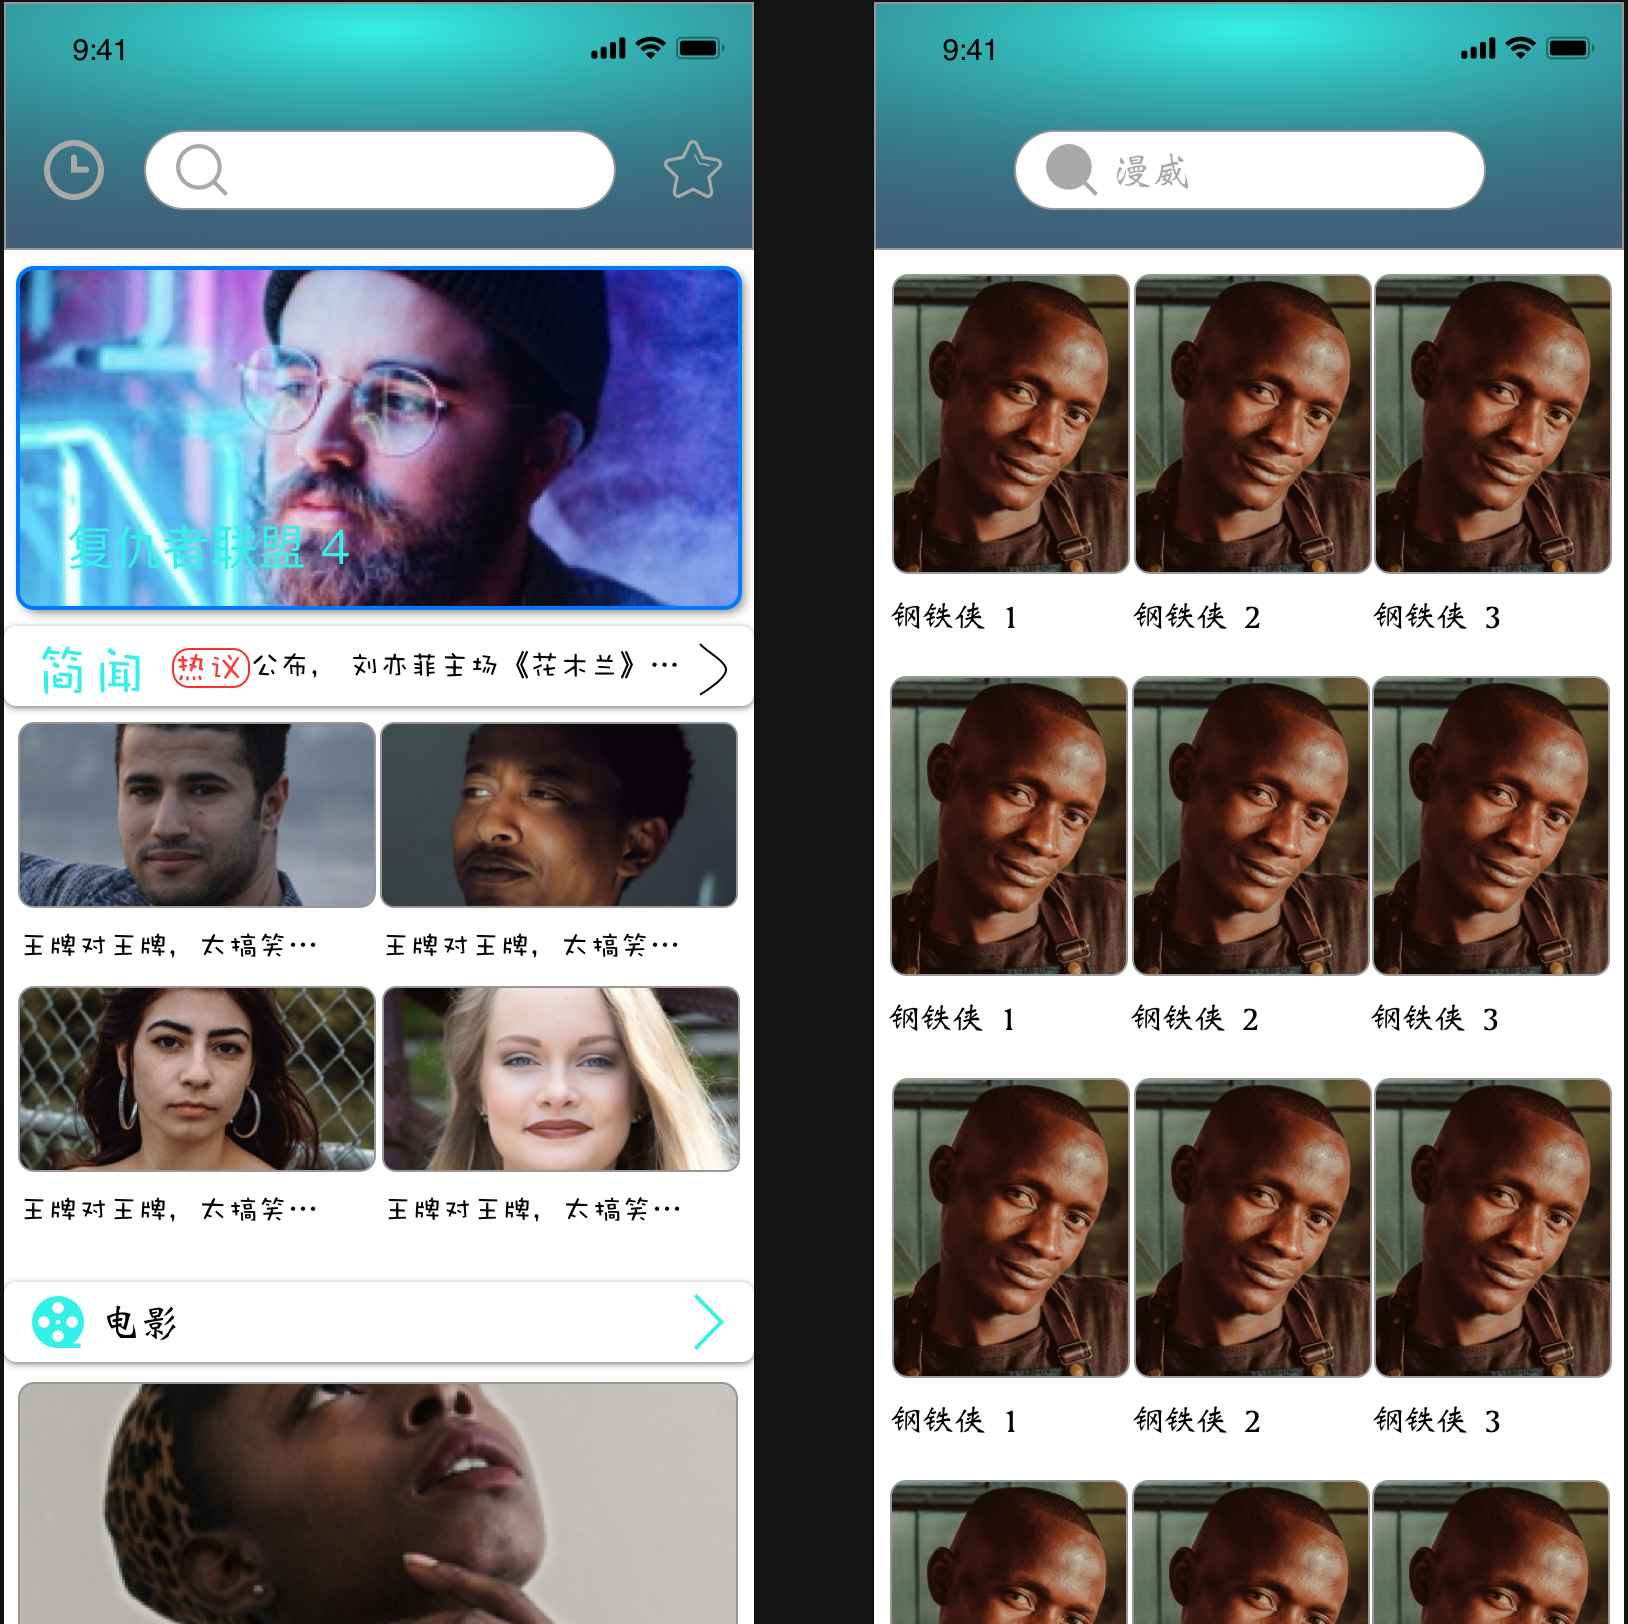 9:41
复仇者联盟 4
简闻 热议 公布， 刘亦菲主场《花木兰》…
王牌对王牌， 太搞笑… 王牌对王牌， 太搞笑…
王牌对王牌， 太搞笑… 王牌对王牌， 太搞笑…
电影
9:41
漫威
钢铁侠 1 钢铁侠 2 钢铁侠 3
钢铁侠 1 钢铁侠 2 钢铁侠 3
钢铁侠 1 钢铁侠 2 钢铁侠 3